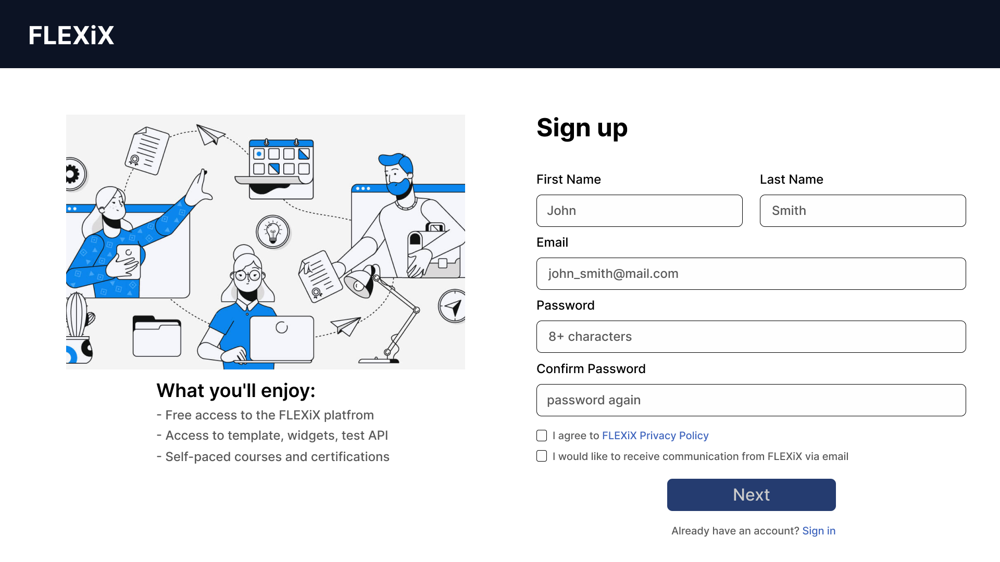 FLEXiX
What you'll enjoy:
- Free access to the FLEXiX platfrom
- Access to template, widgets, test API
- Self-paced courses and certifications
Sign up
First Name
Last Name
John
Smith
Email
john_smith@mail.com
Password
8+ characters
Confirm Password
password again
I agree to FLEXiX Privacy Policy
I would like to receive communication from FLEXiX via email
Next
Already have an account? Sign in